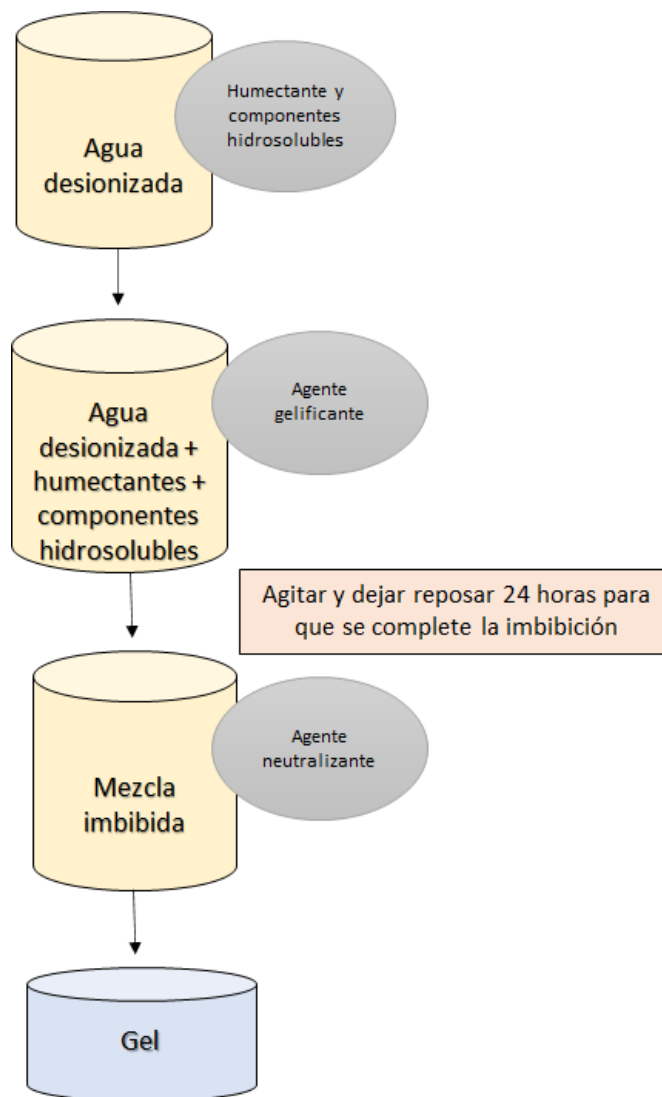 Humectante y
componentes
hidrosolubles
Agua
desionizada
Agente
gelificante
Agua
desionizada +
humectantes +
componentes
hidrosolubles
Agitar y dejar reposar 24 horas para
que se complete la imbibición
Agente
neutralizante
Mezcla
imbibida
Gel